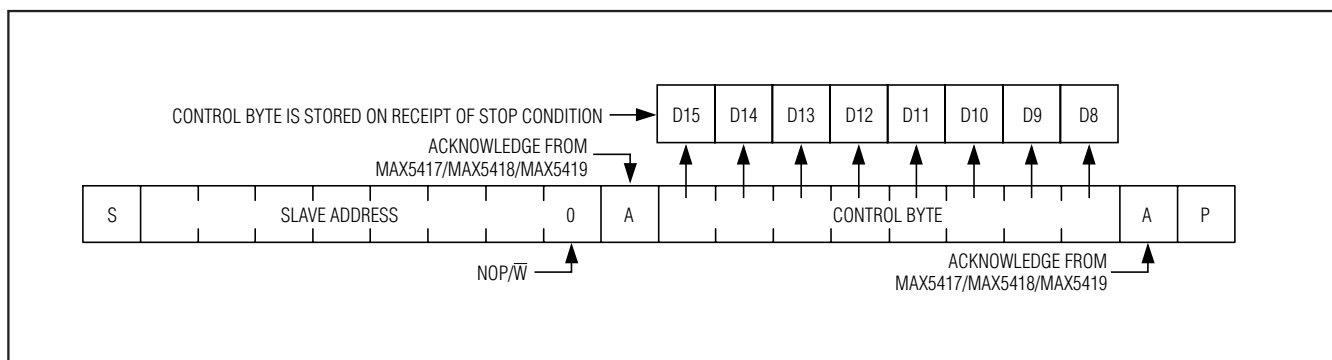 CONTROL BYTE IS STORED ON RECEIPT OF STOP CONDITION D15 D14 D13 D12 D11 D10 D9 D8
ACKNOWLEDGE FROM
MAX5417/MAX5418/MAX5419
S SLAVE ADDRESS 0 A CONTROL BYTE A P
NOP/W̅
ACKNOWLEDGE FROM
MAX5417/MAX5418/MAX5419